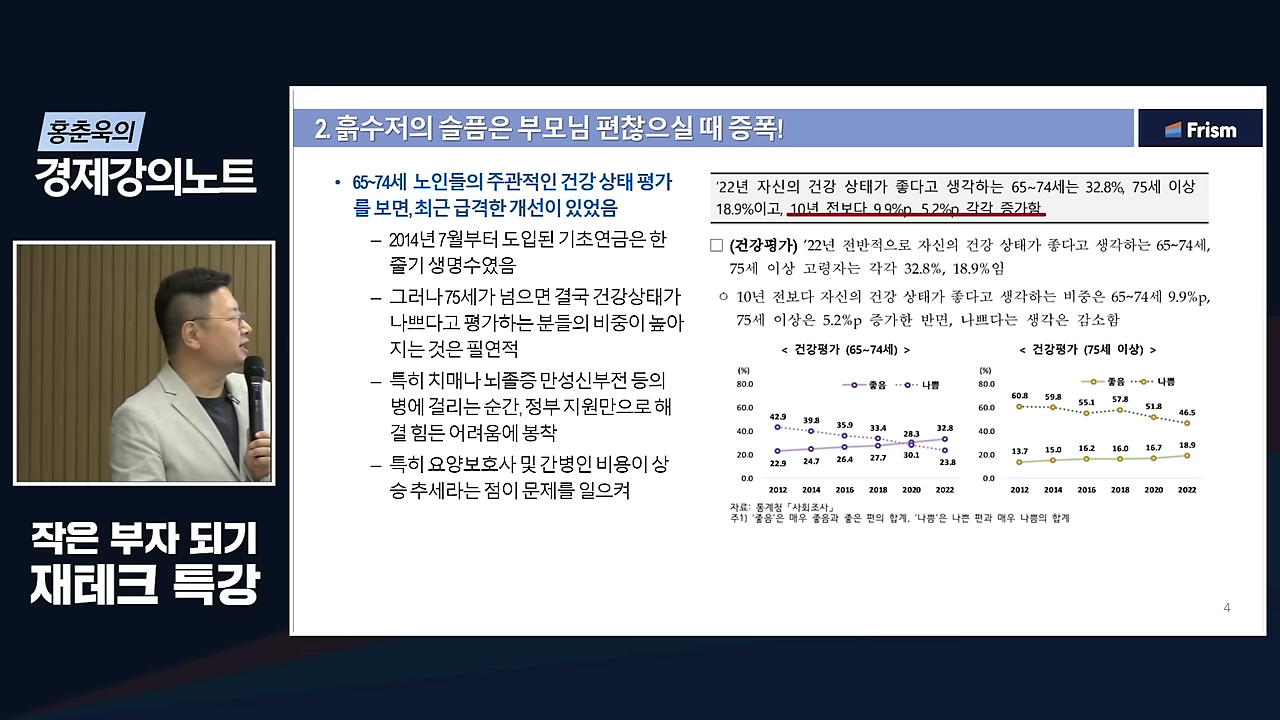 홍춘욱의
경제강의노트
작은 부자 되기
재테크 특강
2. 흙수저의 슬픔은 부모님 편찮으실 때 증폭!
Frism
• 65~74세 노인들의 주관적인 건강 상태 평가
를 보면, 최근 급격한 개선이 있었음
– 2014년 7월부터 도입된 기초연금은 한
줄기 생명수였음
– 그러나 75세가 넘으면 결국 건강상태가
나쁘다고 평가하는 분들의 비중이 높아
지는 것은 필연적
– 특히 치매나 뇌졸증 만성신부전 등의
병에 걸리는 순간, 정부 지원만으로 해
결 힘든 어려움에 봉착
– 특히 요양보호사 및 간병인 비용이 상
승 추세라는 점이 문제를 일으켜
'22년 자신의 건강 상태가 좋다고 생각하는 65~74세는 32.8%, 75세 이상
18.9%이고, 10년 전보다 9.9%p, 5.2%p 각각 증가함
□ (건강평가) '22년 전반적으로 자신의 건강 상태가 좋다고 생각하는 65~74세,
75세 이상 고령자는 각각 32.8%, 18.9%임
○ 10년 전보다 자신의 건강 상태가 좋다고 생각하는 비중은 65~74세 9.9%p,
75세 이상은 5.2%p 증가한 반면, 나쁘다는 생각은 감소함
< 건강평가 (65~74세) >
(%)
좋음 나쁨
80.0
60.0
40.0
20.0
0.0
42.9 39.8 35.9 33.4 28.3 32.8
22.9 24.7 26.4 27.7 30.1 23.8
2012 2014 2016 2018 2020 2022
< 건강평가 (75세 이상) >
(%)
좋음 나쁨
80.0
60.0
40.0
20.0
0.0
60.8 59.8 55.1 57.8 51.8 46.5
13.7 15.0 16.2 16.0 16.7 18.9
2012 2014 2016 2018 2020 2022
자료: 통계청「사회조사」
주1) '좋음'은 매우 좋음과 좋은 편의 합계, '나쁨'은 나쁜 편과 매우 나쁨의 합계
4